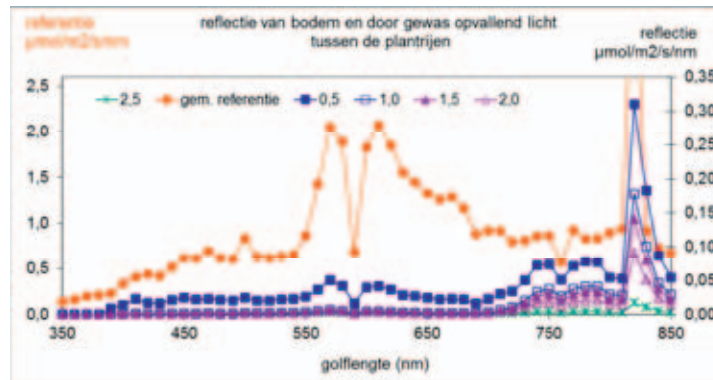 referentie
µmol/m2/s/nm
reflectie van bodem en door gewas opvallend licht
tussen de plantrijen
reflectie
µmol/m2/s/nm
2,5 gem. referentie 0,5 1,0 1,5 2,0
2,5
2,0
1,5
1,0
0,5
0,0
0,35
0,30
0,25
0,20
0,15
0,10
0,05
0,00
350 450 550 650 750 850
golflengte (nm)